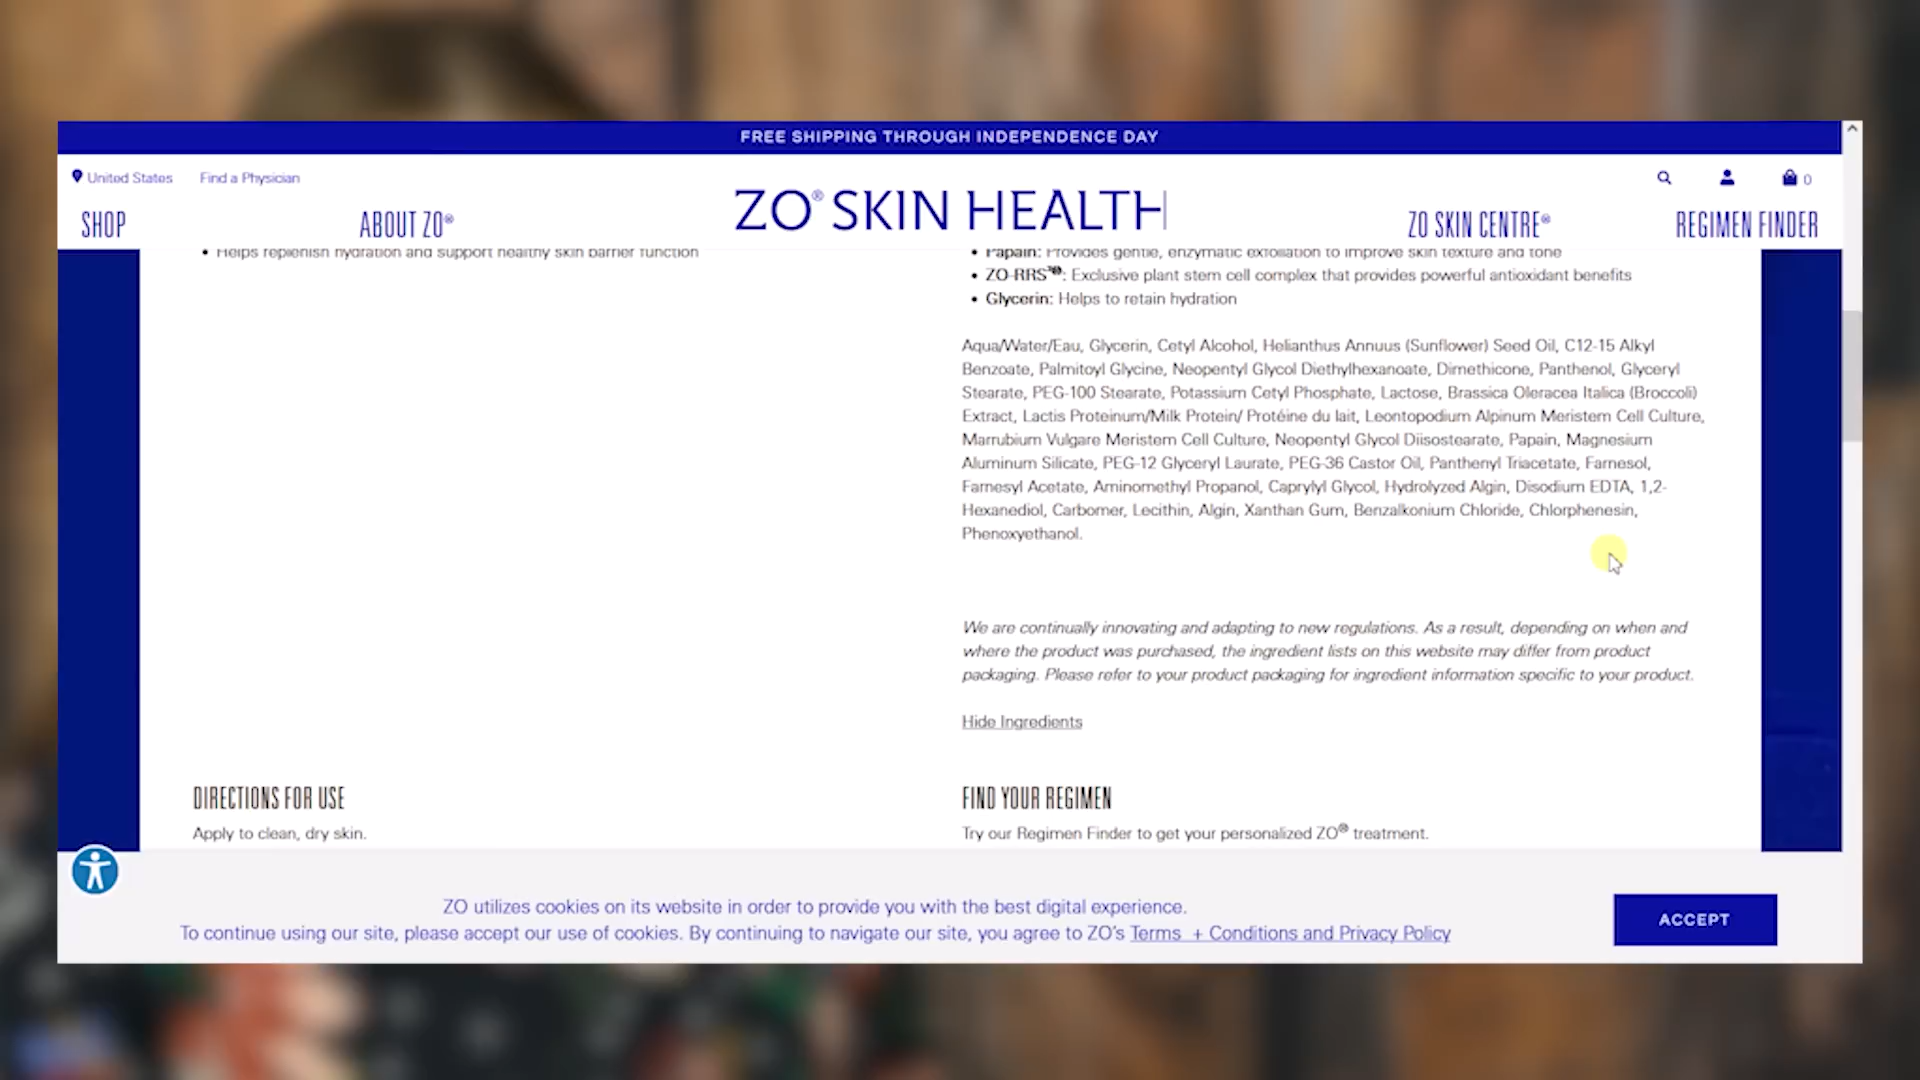 FREE SHIPPING THROUGH INDEPENDENCE DAY
United States Find a Physician
0
ZO® SKIN HEALTH
SHOP ABOUT ZO® ZO SKIN CENTRE® REGIMEN FINDER
• Helps replenish hydration and support healthy skin barrier function
• Papain: Provides gentle, enzymatic exfoliation to improve skin texture and tone
• ZO-RRS²®: Exclusive plant stem cell complex that provides powerful antioxidant benefits
• Glycerin: Helps to retain hydration
Aqua/Water/Eau, Glycerin, Cetyl Alcohol, Helianthus Annuus (Sunflower) Seed Oil, C12-15 Alkyl
Benzoate, Palmitoyl Glycine, Neopentyl Glycol Diethylhexanoate, Dimethicone, Panthenol, Glyceryl
Stearate, PEG-100 Stearate, Potassium Cetyl Phosphate, Lactose, Brassica Oleracea Italica (Broccoli)
Extract, Lactis Proteinum/Milk Protein/ Protéine du lait, Leontopodium Alpinum Meristem Cell Culture,
Marrubium Vulgare Meristem Cell Culture, Neopentyl Glycol Diisostearate, Papain, Magnesium
Aluminum Silicate, PEG-12 Glyceryl Laurate, PEG-36 Castor Oil, Panthenyl Triacetate, Farnesol,
Farnesyl Acetate, Aminomethyl Propanol, Caprylyl Glycol, Hydrolyzed Algin, Disodium EDTA, 1,2-
Hexanediol, Carbomer, Lecithin, Algin, Xanthan Gum, Benzalkonium Chloride, Chlorphenesin,
Phenoxyethanol.
We are continually innovating and adapting to new regulations. As a result, depending on when and
where the product was purchased, the ingredient lists on this website may differ from product
packaging. Please refer to your product packaging for ingredient information specific to your product.
Hide Ingredients
DIRECTIONS FOR USE
Apply to clean, dry skin.
FIND YOUR REGIMEN
Try our Regimen Finder to get your personalized ZO® treatment.
ZO utilizes cookies on its website in order to provide you with the best digital experience.
To continue using our site, please accept our use of cookies. By continuing to navigate our site, you agree to ZO's Terms + Conditions and Privacy Policy
ACCEPT